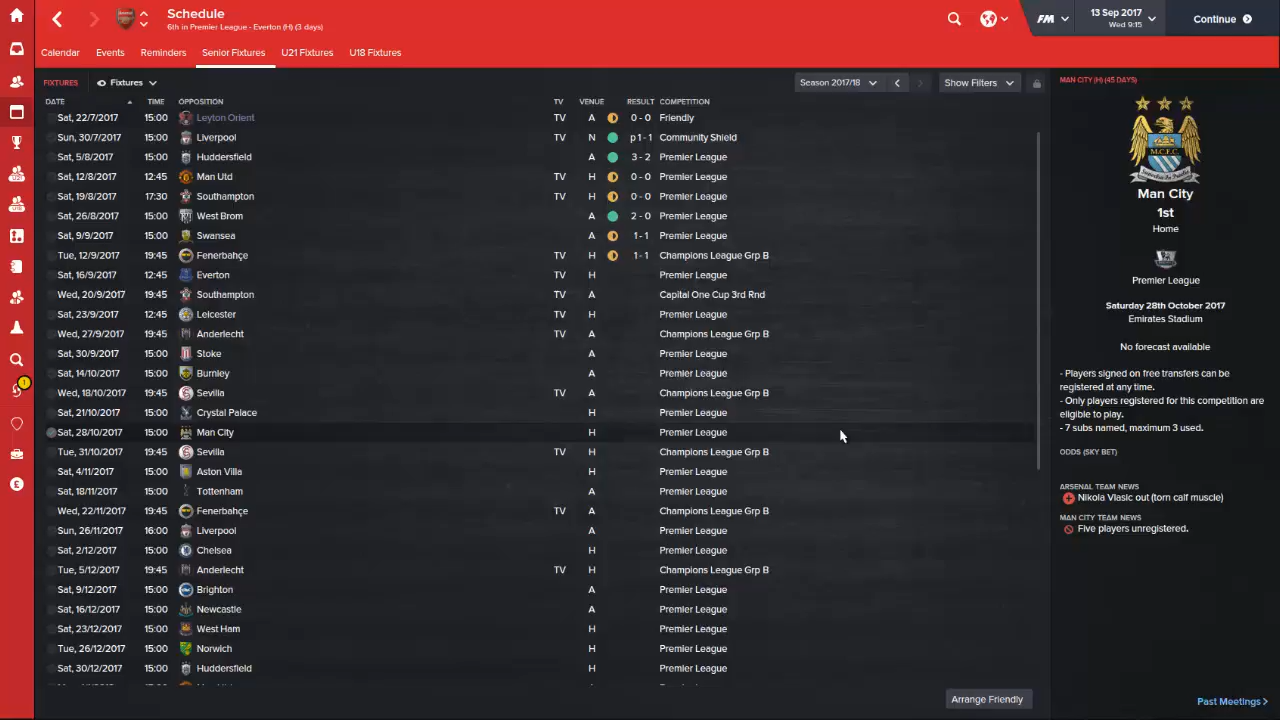 Schedule
6th in Premier League - Everton (H) (3 days)
FM
13 Sep 2017
Wed 9:15
Continue
Calendar Events Reminders Senior Fixtures U21 Fixtures U18 Fixtures
FIXTURES Fixtures Season 2017/18 Show Filters
DATE TIME OPPOSITION TV VENUE RESULT COMPETITION
Sat, 22/7/2017 15:00 Leyton Orient TV A 0 - 0 Friendly
Sun, 30/7/2017 15:00 Liverpool TV N p 1 - 1 Community Shield
Sat, 5/8/2017 15:00 Huddersfield A 3 - 2 Premier League
Sat, 12/8/2017 12:45 Man Utd TV H 0 - 0 Premier League
Sat, 19/8/2017 17:30 Southampton TV H 0 - 0 Premier League
Sat, 26/8/2017 15:00 West Brom A 2 - 0 Premier League
Sat, 9/9/2017 15:00 Swansea A 1 - 1 Premier League
Tue, 12/9/2017 19:45 Fenerbahçe TV H 1 - 1 Champions League Grp B
Sat, 16/9/2017 12:45 Everton TV H Premier League
Wed, 20/9/2017 19:45 Southampton TV A Capital One Cup 3rd Rnd
Sat, 23/9/2017 12:45 Leicester TV H Premier League
Wed, 27/9/2017 19:45 Anderlecht TV A Champions League Grp B
Sat, 30/9/2017 15:00 Stoke A Premier League
Sat, 14/10/2017 15:00 Burnley A Premier League
Wed, 18/10/2017 19:45 Sevilla TV A Champions League Grp B
Sat, 21/10/2017 15:00 Crystal Palace H Premier League
Sat, 28/10/2017 15:00 Man City H Premier League
Tue, 31/10/2017 19:45 Sevilla TV H Champions League Grp B
Sat, 4/11/2017 15:00 Aston Villa H Premier League
Sat, 18/11/2017 15:00 Tottenham A Premier League
Wed, 22/11/2017 19:45 Fenerbahçe TV A Champions League Grp B
Sun, 26/11/2017 16:00 Liverpool A Premier League
Sat, 2/12/2017 15:00 Chelsea H Premier League
Tue, 5/12/2017 19:45 Anderlecht TV H Champions League Grp B
Sat, 9/12/2017 15:00 Brighton A Premier League
Sat, 16/12/2017 15:00 Newcastle A Premier League
Sat, 23/12/2017 15:00 West Ham H Premier League
Tue, 26/12/2017 15:00 Norwich H Premier League
Sat, 30/12/2017 15:00 Huddersfield H Premier League
Arrange Friendly
MAN CITY (H) (45 DAYS)
M.C.F.C.
Man City
1st
Home
Premier League
Saturday 28th October 2017
Emirates Stadium
No forecast available
- Players signed on free transfers can be
registered at any time.
- Only players registered for this competition are
eligible to play.
- 7 subs named, maximum 3 used.
ODDS (SKY BET)
ARSENAL TEAM NEWS
Nikola Vlasic out (torn calf muscle)
MAN CITY TEAM NEWS
Five players unregistered.
Past Meetings >